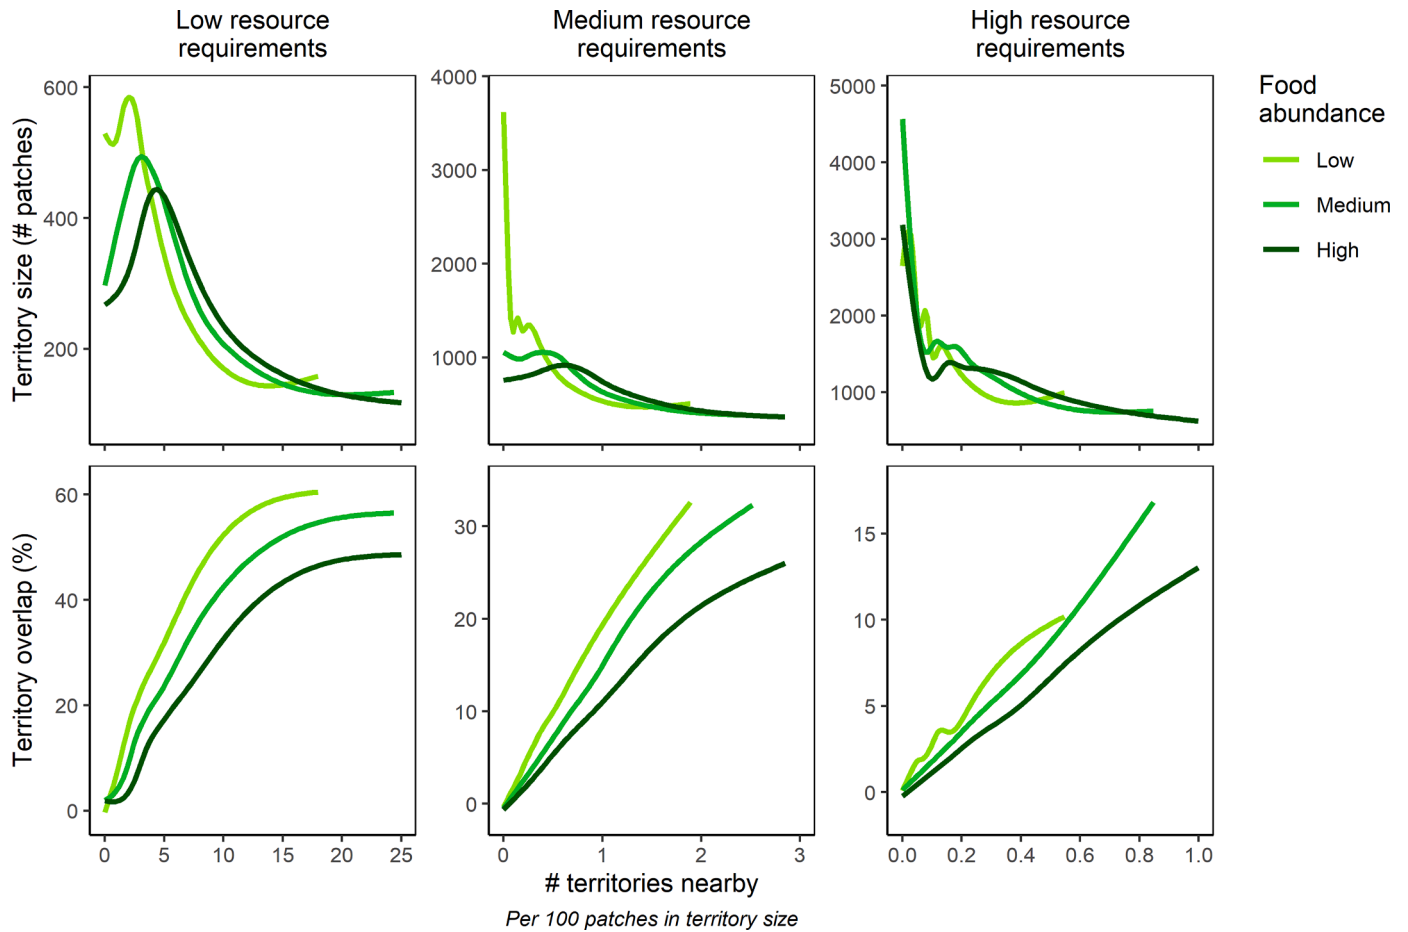 Low resource
requirements
Medium resource
requirements
High resource
requirements
Territory size (# patches)
600
400
200
4000
3000
2000
1000
5000
4000
3000
2000
1000
Food
abundance
Low
Medium
High
Territory overlap (%)
60
40
20
0
30
20
10
0
15
10
5
0
0 5 10 15 20 25
0 1 2 3
0.0 0.2 0.4 0.6 0.8 1.0
# territories nearby
Per 100 patches in territory size